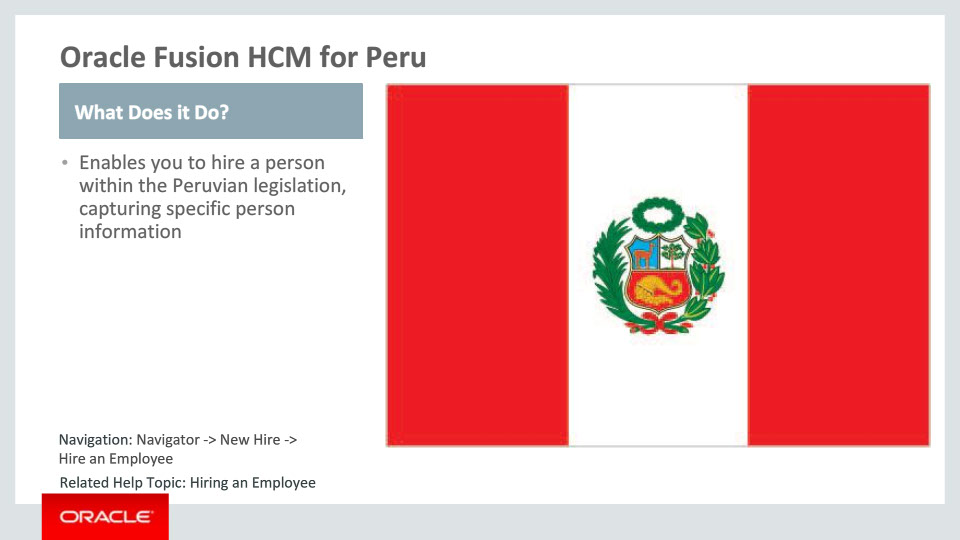 Oracle Fusion HCM for Peru
What Does it Do?
• Enables you to hire a person
within the Peruvian legislation,
capturing specific person
information
Navigation: Navigator -> New Hire ->
Hire an Employee
Related Help Topic: Hiring an Employee
ORACLE